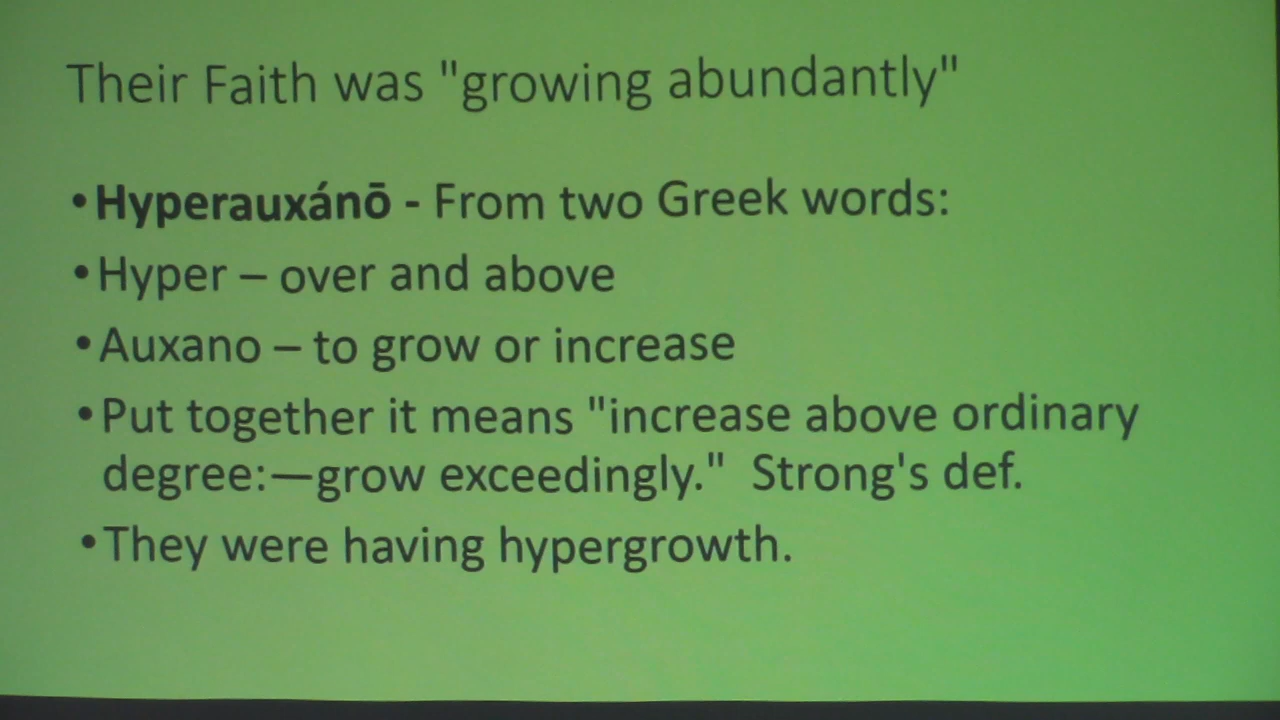 Their Faith was "growing abundantly"
•Hyperauxánō - From two Greek words:
•Hyper – over and above
•Auxano – to grow or increase
•Put together it means "increase above ordinary
degree:—grow exceedingly."  Strong's def.
•They were having hypergrowth.